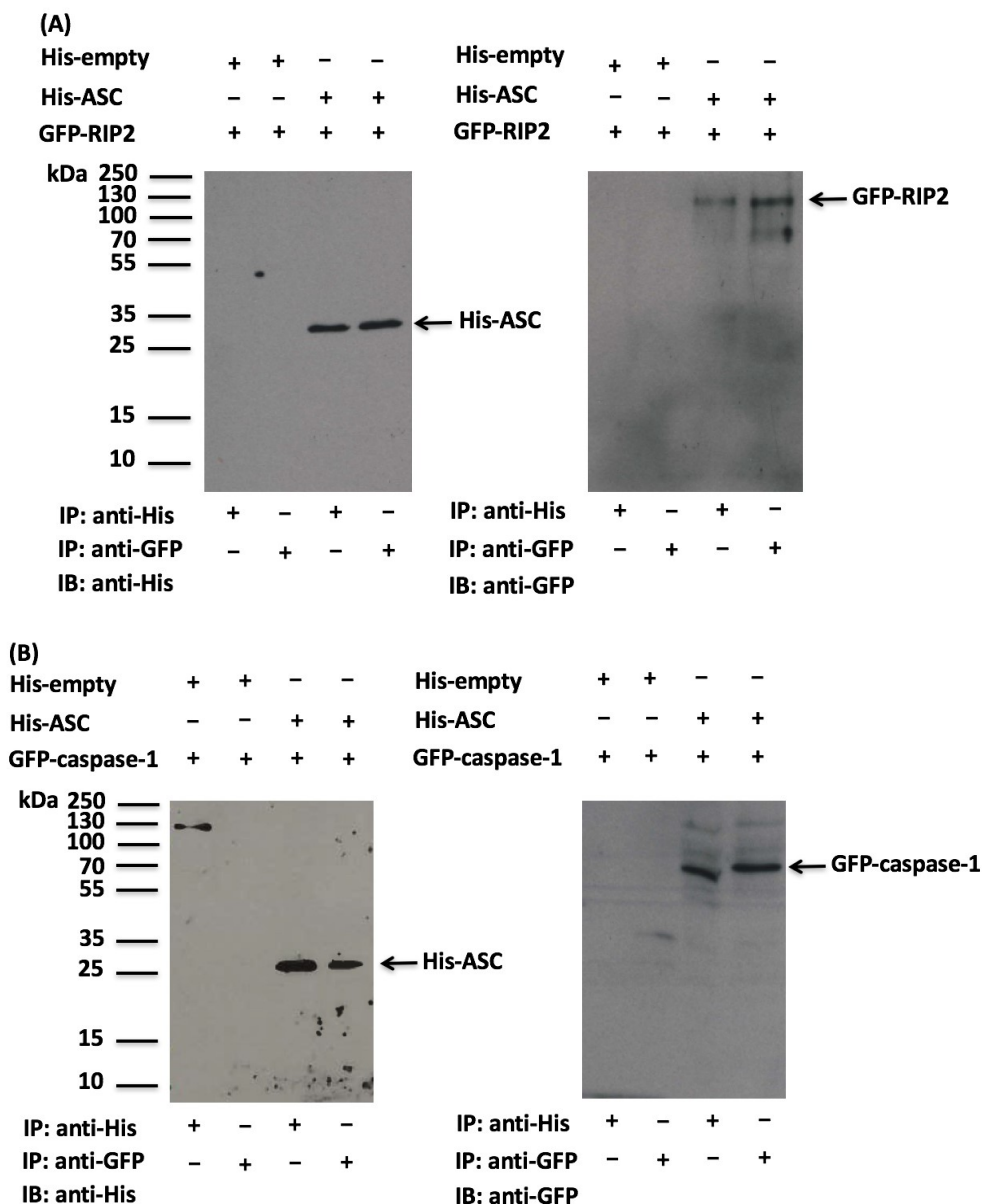 (A)
His-empty + + – – His-empty + + – –
His-ASC – – + + His-ASC – – + +
GFP-RIP2 + + + + GFP-RIP2 + + + +
kDa 250
130
100
70
55
35
25
15
10
GFP-RIP2
His-ASC
IP: anti-His + – + – IP: anti-His + – + –
IP: anti-GFP – + – + IP: anti-GFP – + – +
IB: anti-His IB: anti-GFP
(B)
His-empty + + – – His-empty + + – –
His-ASC – – + + His-ASC – – + +
GFP-caspase-1 + + + + GFP-caspase-1 + + + +
kDa 250
130
100
70
55
35
25
15
10
GFP-caspase-1
His-ASC
IP: anti-His + – + – IP: anti-His + – + –
IP: anti-GFP – + – + IP: anti-GFP – + – +
IB: anti-His IB: anti-GFP